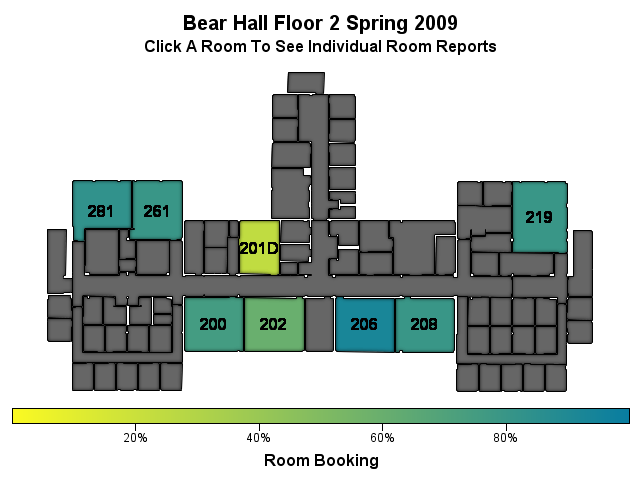 Bear Hall Floor 2 Spring 2009
Click A Room To See Individual Room Reports
281 261 219
201D
200 202 206 208
20% 40% 60% 80%
Room Booking